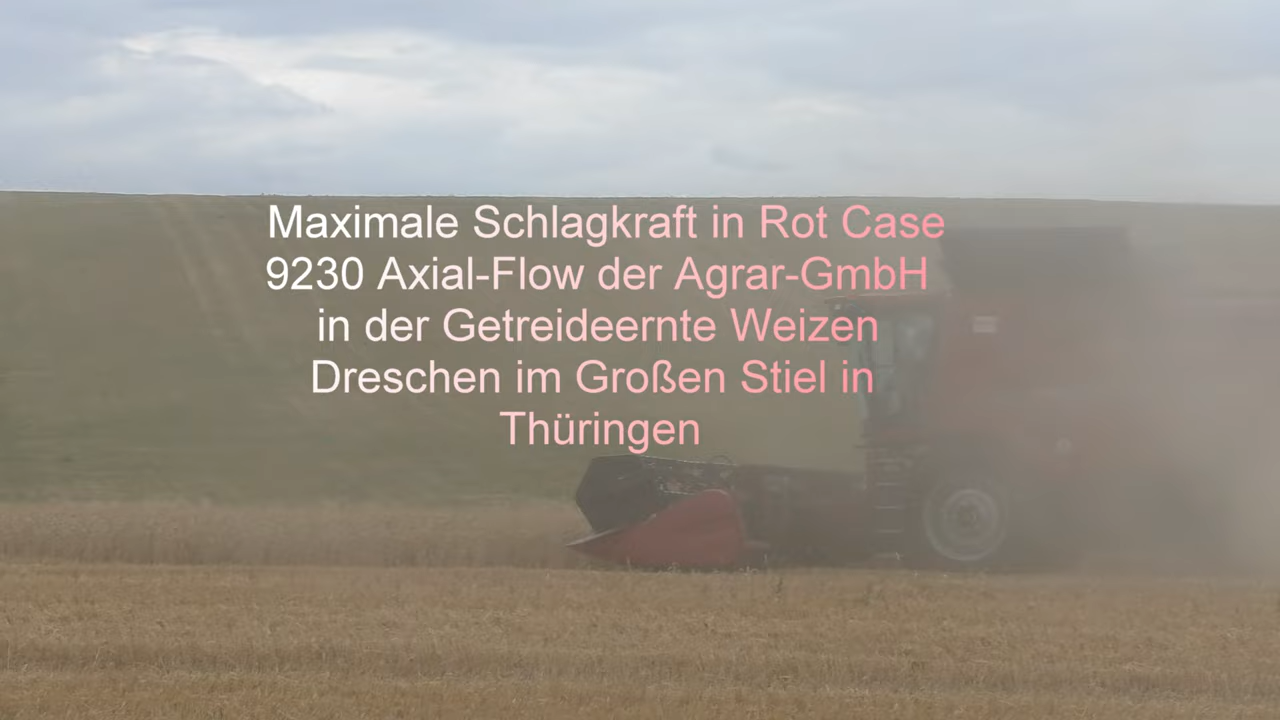 Maximale Schlagkraft in Rot Case
9230 Axial-Flow der Agrar-GmbH
in der Getreideernte Weizen
Dreschen im Großen Stiel in
Thüringen